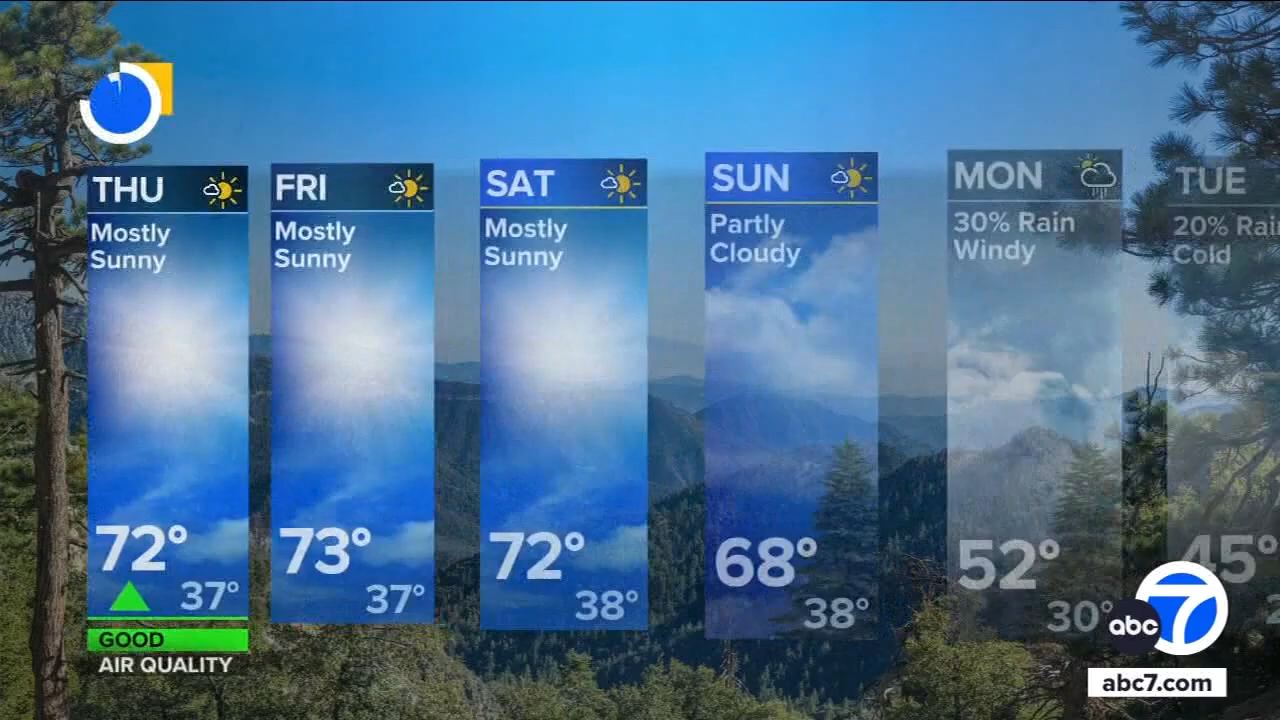 THU
Mostly
Sunny
72°
37°
GOOD
AIR QUALITY
FRI
Mostly
Sunny
73°
37°
SAT
Mostly
Sunny
72°
38°
SUN
Partly
Cloudy
68°
38°
MON
30% Rain
Windy
52°
30°
TUE
20% Rai
Cold
45°
abc 7
abc7.com